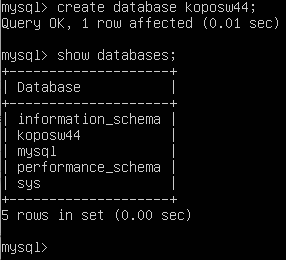 mysql> create database koposw44;
Query OK, 1 row affected (0.01 sec)
mysql> show databases;
+--------------------+
| Database           |
+--------------------+
| information_schema |
| koposw44           |
| mysql              |
| performance_schema |
| sys                |
+--------------------+
5 rows in set (0.00 sec)
mysql>